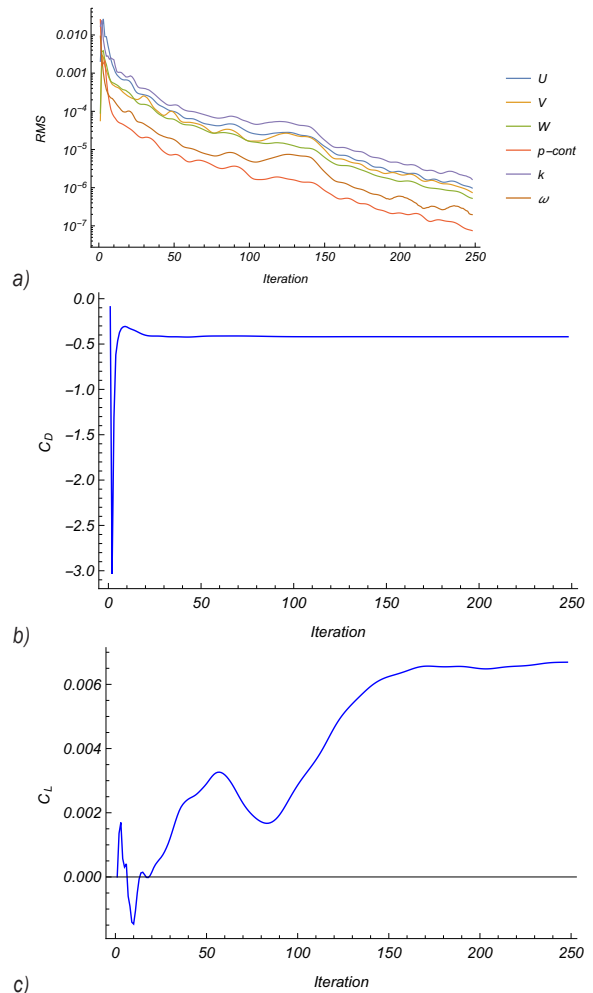 0.010
0.001
10⁻⁴
10⁻⁵
10⁻⁶
10⁻⁷
RMS
0 50 100 150 200 250
Iteration
U
V
W
p-cont
k
ω
a)
0.0
-0.5
-1.0
-1.5
-2.0
-2.5
-3.0
C_D
0 50 100 150 200 250
Iteration
b)
0.006
0.004
0.002
0.000
C_L
0 50 100 150 200 250
Iteration
c)